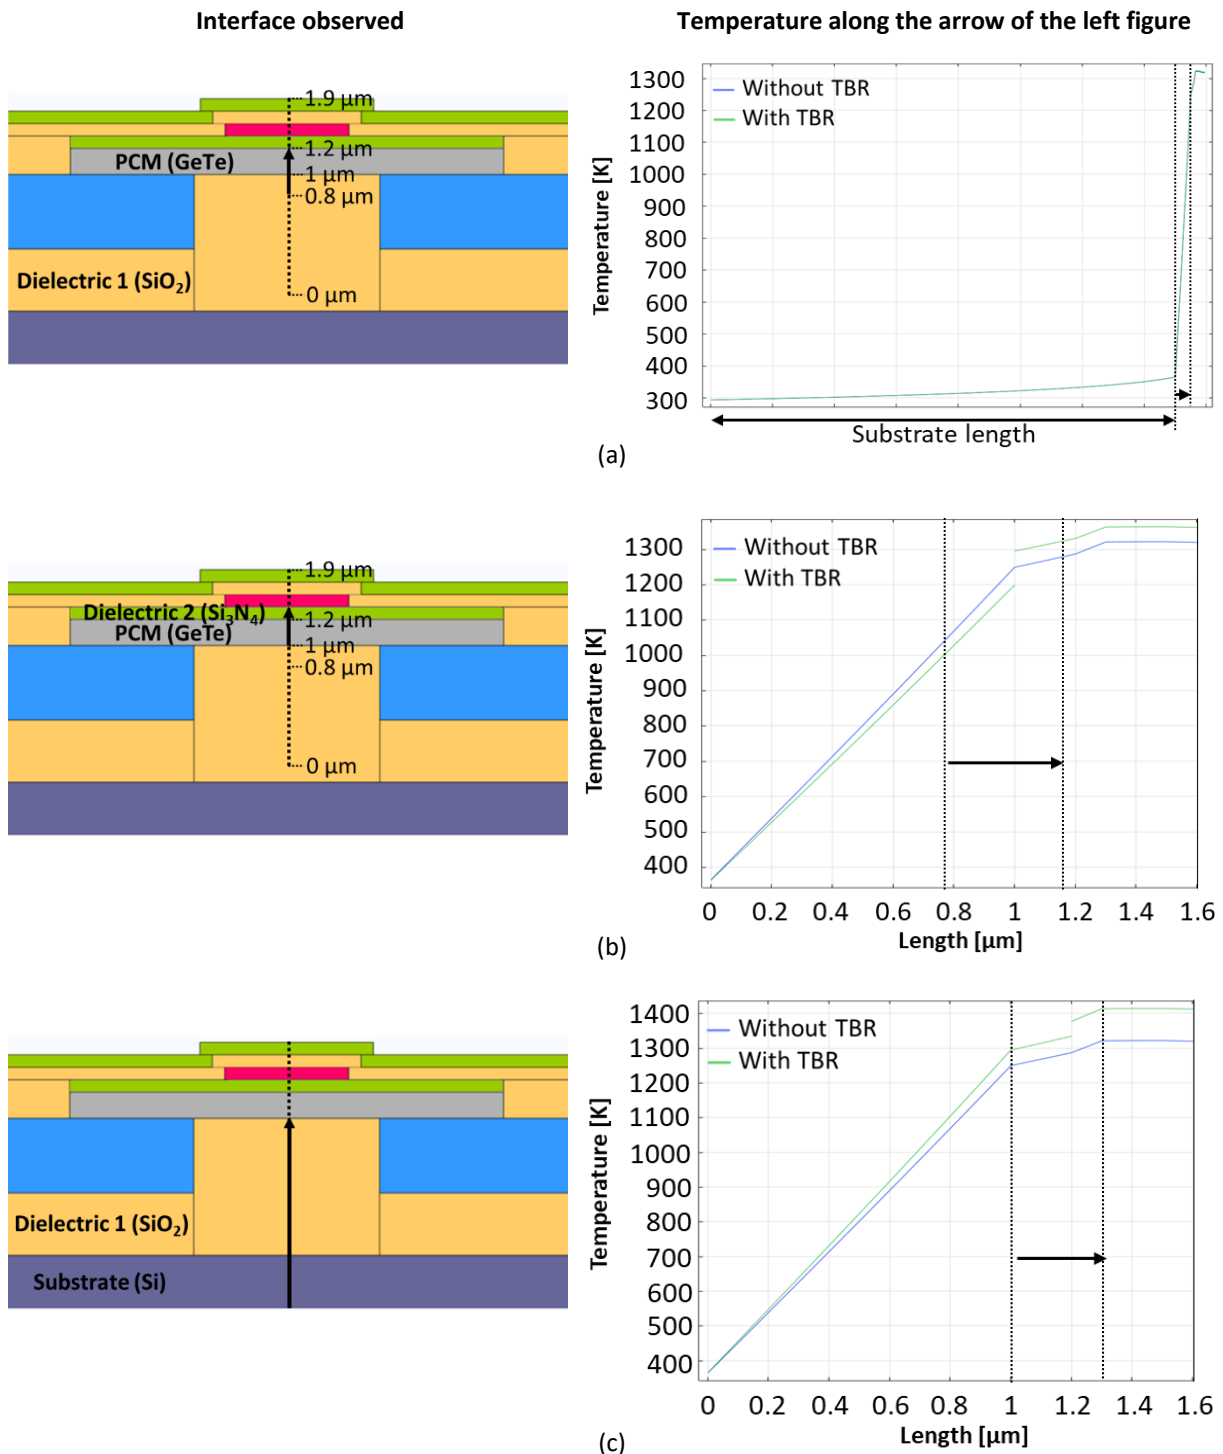 Interface observed
Temperature along the arrow of the left figure
1.9 µm
1.2 µm
PCM (GeTe)
1 µm
0.8 µm
Dielectric 1 (SiO₂)
0 µm
Without TBR
With TBR
Temperature [K]
1300
1200
1100
1000
900
800
700
600
500
400
300
Substrate length
(a)
1.9 µm
Dielectric 2 (Si₃N₄)
1.2 µm
PCM (GeTe)
1 µm
0.8 µm
0 µm
Without TBR
With TBR
Temperature [K]
1300
1200
1100
1000
900
800
700
600
500
400
0 0.2 0.4 0.6 0.8 1 1.2 1.4 1.6
Length [µm]
(b)
Dielectric 1 (SiO₂)
Substrate (Si)
Without TBR
With TBR
Temperature [K]
1400
1300
1200
1100
1000
900
800
700
600
500
400
0 0.2 0.4 0.6 0.8 1 1.2 1.4 1.6
Length [µm]
(c)